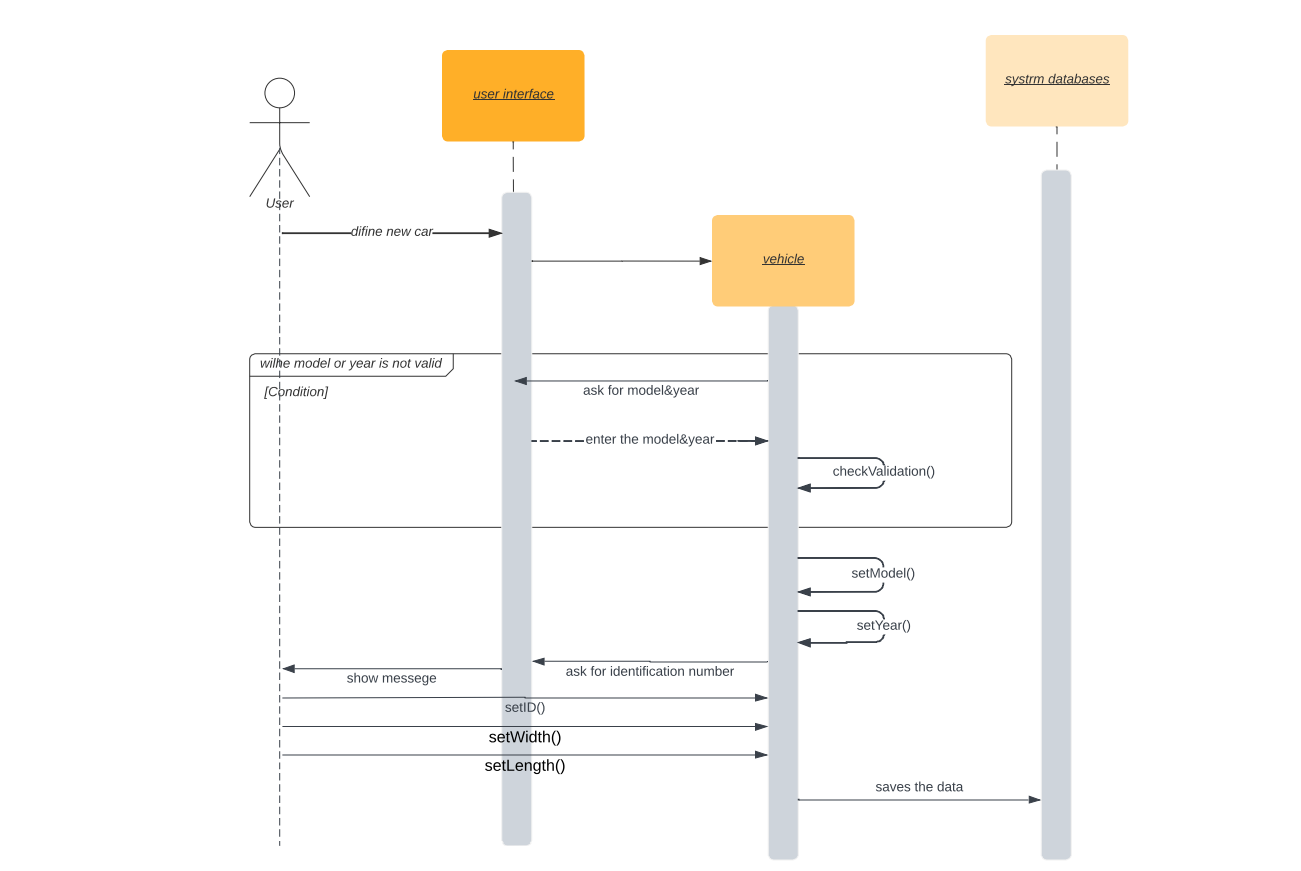 systrm databases
user interface
User
difine new car
vehicle
wilhe model or year is not valid
[Condition]
ask for model&year
enter the model&year
checkValidation()
setModel()
setYear()
ask for identification number
show messege
setID()
setWidth()
setLength()
saves the data